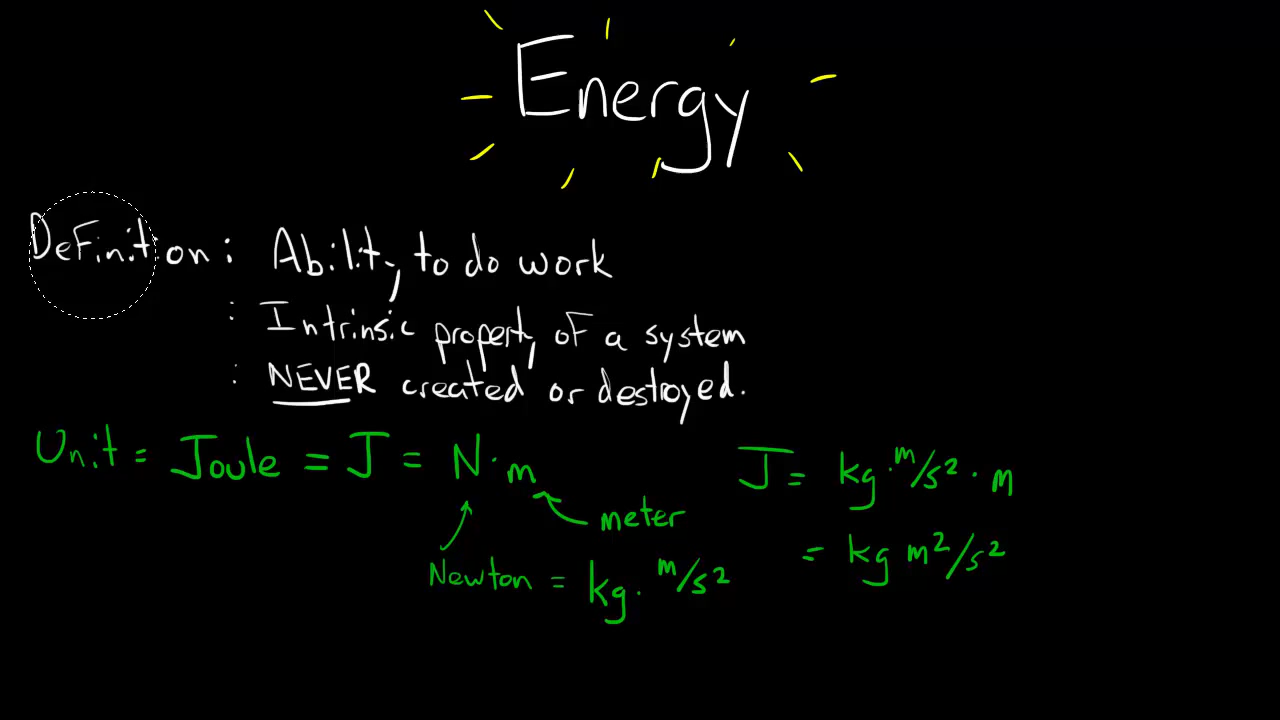 Energy
Definition: Ability to do work
: Intrinsic property of a system
: NEVER created or destroyed.
Unit = Joule = J = N·m
meter
Newton = kg·m/s²
J = kg·m/s²·m
= kg m²/s²